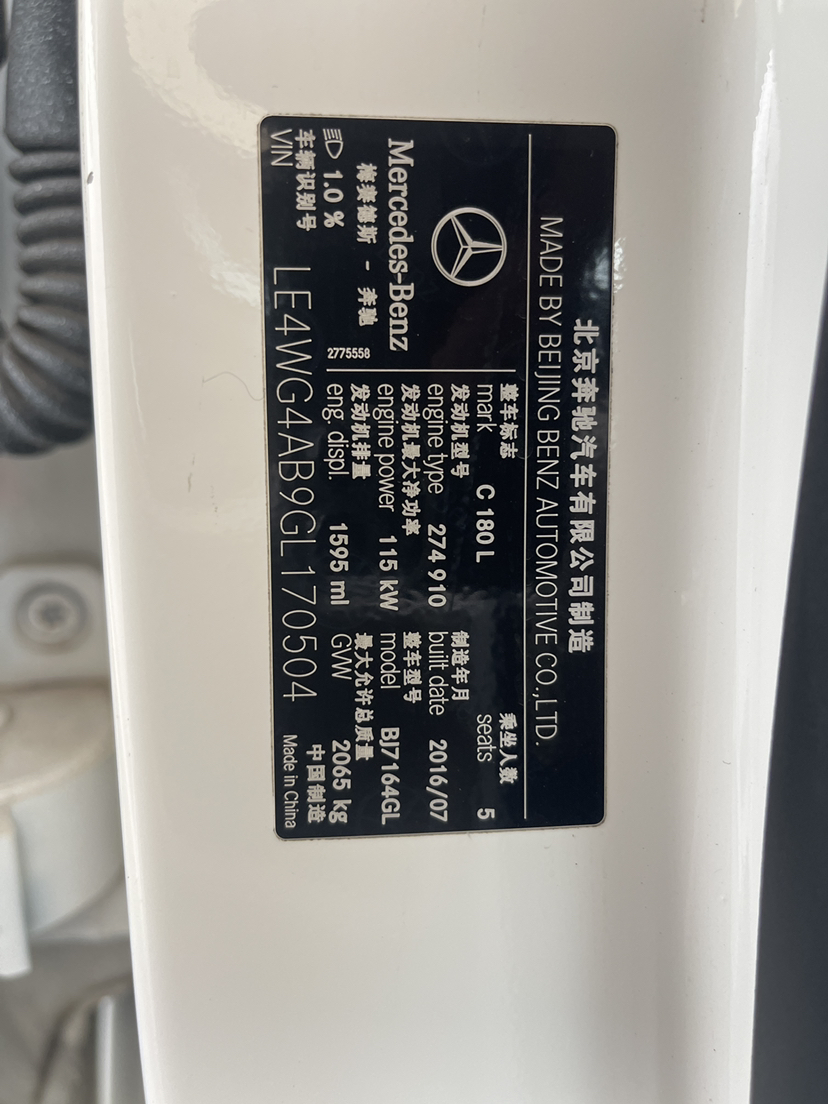 北京奔驰汽车有限公司制造
MADE BY BEIJING BENZ AUTOMOTIVE CO.,LTD.
整车标志
mark C 180 L
乘坐人数
seats 5
发动机型号
engine type 274 910
制造年月
built date 2016/07
发动机最大净功率
engine power 115 kW
整车型号
model BJ7164GL
发动机排量
eng. displ. 1595 ml
最大允许总质量
GVW 2065 kg
Mercedes-Benz
梅赛德斯 - 奔驰
1.0 %
2775558
车辆识别号
VIN LE4WG4AB9GL170504
中国制造
Made in China